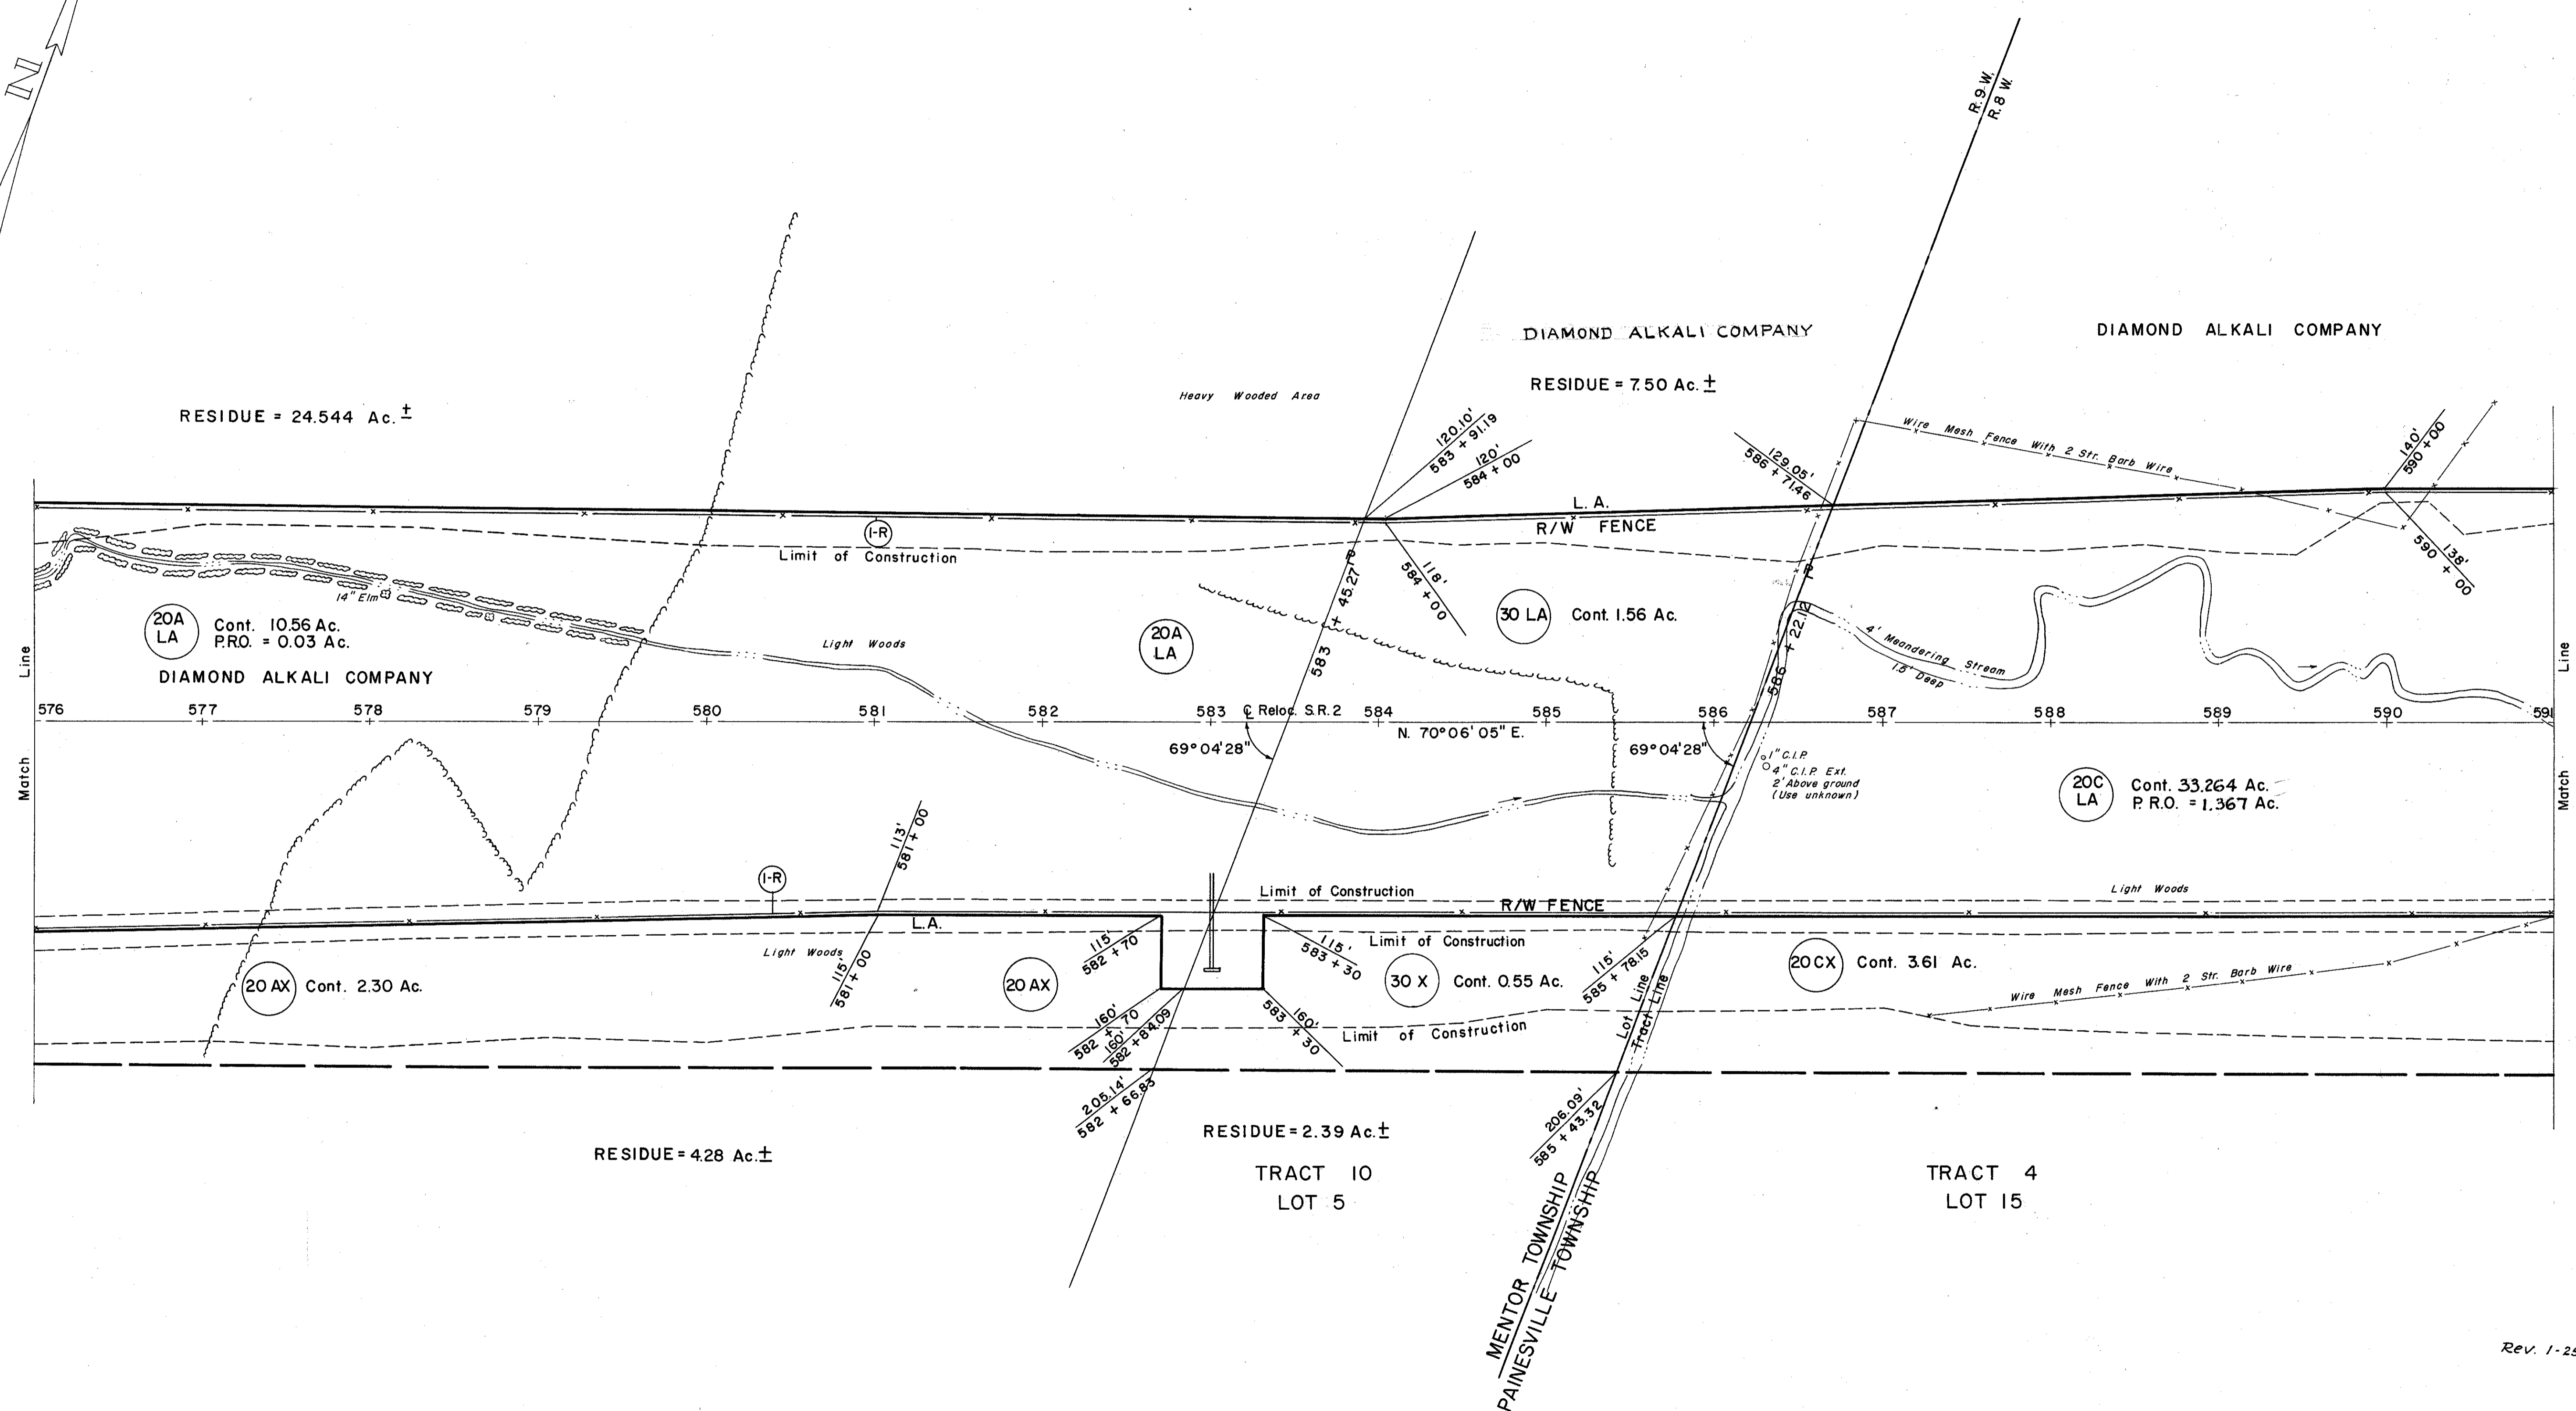 N
R. 9 W.
R. 8 W.
DIAMOND ALKALI COMPANY
DIAMOND ALKALI COMPANY
RESIDUE = 7.50 Ac. ±
Heavy Wooded Area
RESIDUE = 24.544 Ac. ±
120.10'
583 + 91.19
120'
584 + 00
129.05'
586 + 71.46
Wire Mesh Fence With 2 Str. Barb Wire
140'
590 + 00
L. A.
R/W FENCE
1-R
Limit of Construction
138'
590 + 00
118'
584 + 00
583 + 45.27
14" Elm
20A
LA
Cont. 10.56 Ac.
P.R.O. = 0.03 Ac.
DIAMOND ALKALI COMPANY
Light Woods
20A
LA
30 LA
Cont. 1.56 Ac.
586 + 22.12
4' Meandering Stream
1.5' Deep
Match Line
Match Line
576 577 578 579 580 581 582 583 ℄ Reloc. S.R. 2 584 585 586 587 588 589 590 591
N. 70° 06' 05" E.
69° 04' 28"
69° 04' 28"
1" C.I.P.
4" C.I.P. Ext.
2' Above ground
(Use unknown)
20C
LA
Cont. 33.264 Ac.
P.R.O. = 1.367 Ac.
113'
581 + 00
1-R
Limit of Construction
Light Woods
R/W FENCE
L.A.
Light Woods
115'
581 + 00
115'
582 + 70
115'
583 + 30
Limit of Construction
115'
585 + 78.15
20 AX
Cont. 2.30 Ac.
20 AX
30 X
Cont. 0.55 Ac.
20 CX
Cont. 3.61 Ac.
Wire Mesh Fence With 2 Str. Barb Wire
160'
582 + 70
160'
582 + 84.09
160'
583 + 30
Limit of Construction
Lot Line
Tract Line
205.14'
582 + 66.83
206.09'
585 + 43.32
RESIDUE = 2.39 Ac. ±
RESIDUE = 4.28 Ac. ±
TRACT 10
LOT 5
TRACT 4
LOT 15
MENTOR TOWNSHIP
PAINESVILLE TOWNSHIP
Rev. 1-25